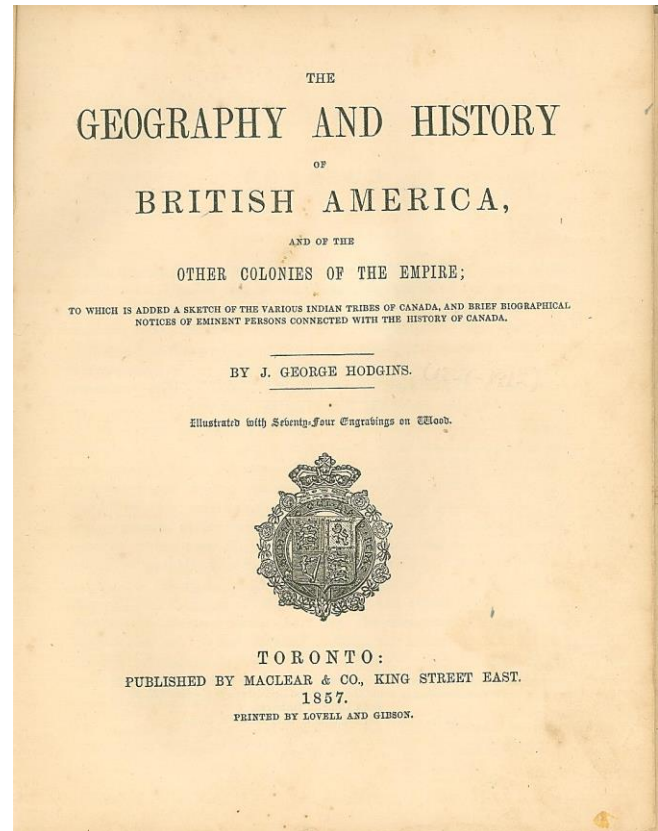 THE
GEOGRAPHY AND HISTORY
OF
BRITISH AMERICA,
AND OF THE
OTHER COLONIES OF THE EMPIRE;
TO WHICH IS ADDED A SKETCH OF THE VARIOUS INDIAN TRIBES OF CANADA, AND BRIEF BIOGRAPHICAL
NOTICES OF EMINENT PERSONS CONNECTED WITH THE HISTORY OF CANADA.
BY J. GEORGE HODGINS.
Illustrated with Seventy-Four Engravings on Wood.
TORONTO:
PUBLISHED BY MACLEAR & CO., KING STREET EAST.
1857.
PRINTED BY LOVELL AND GIBSON.